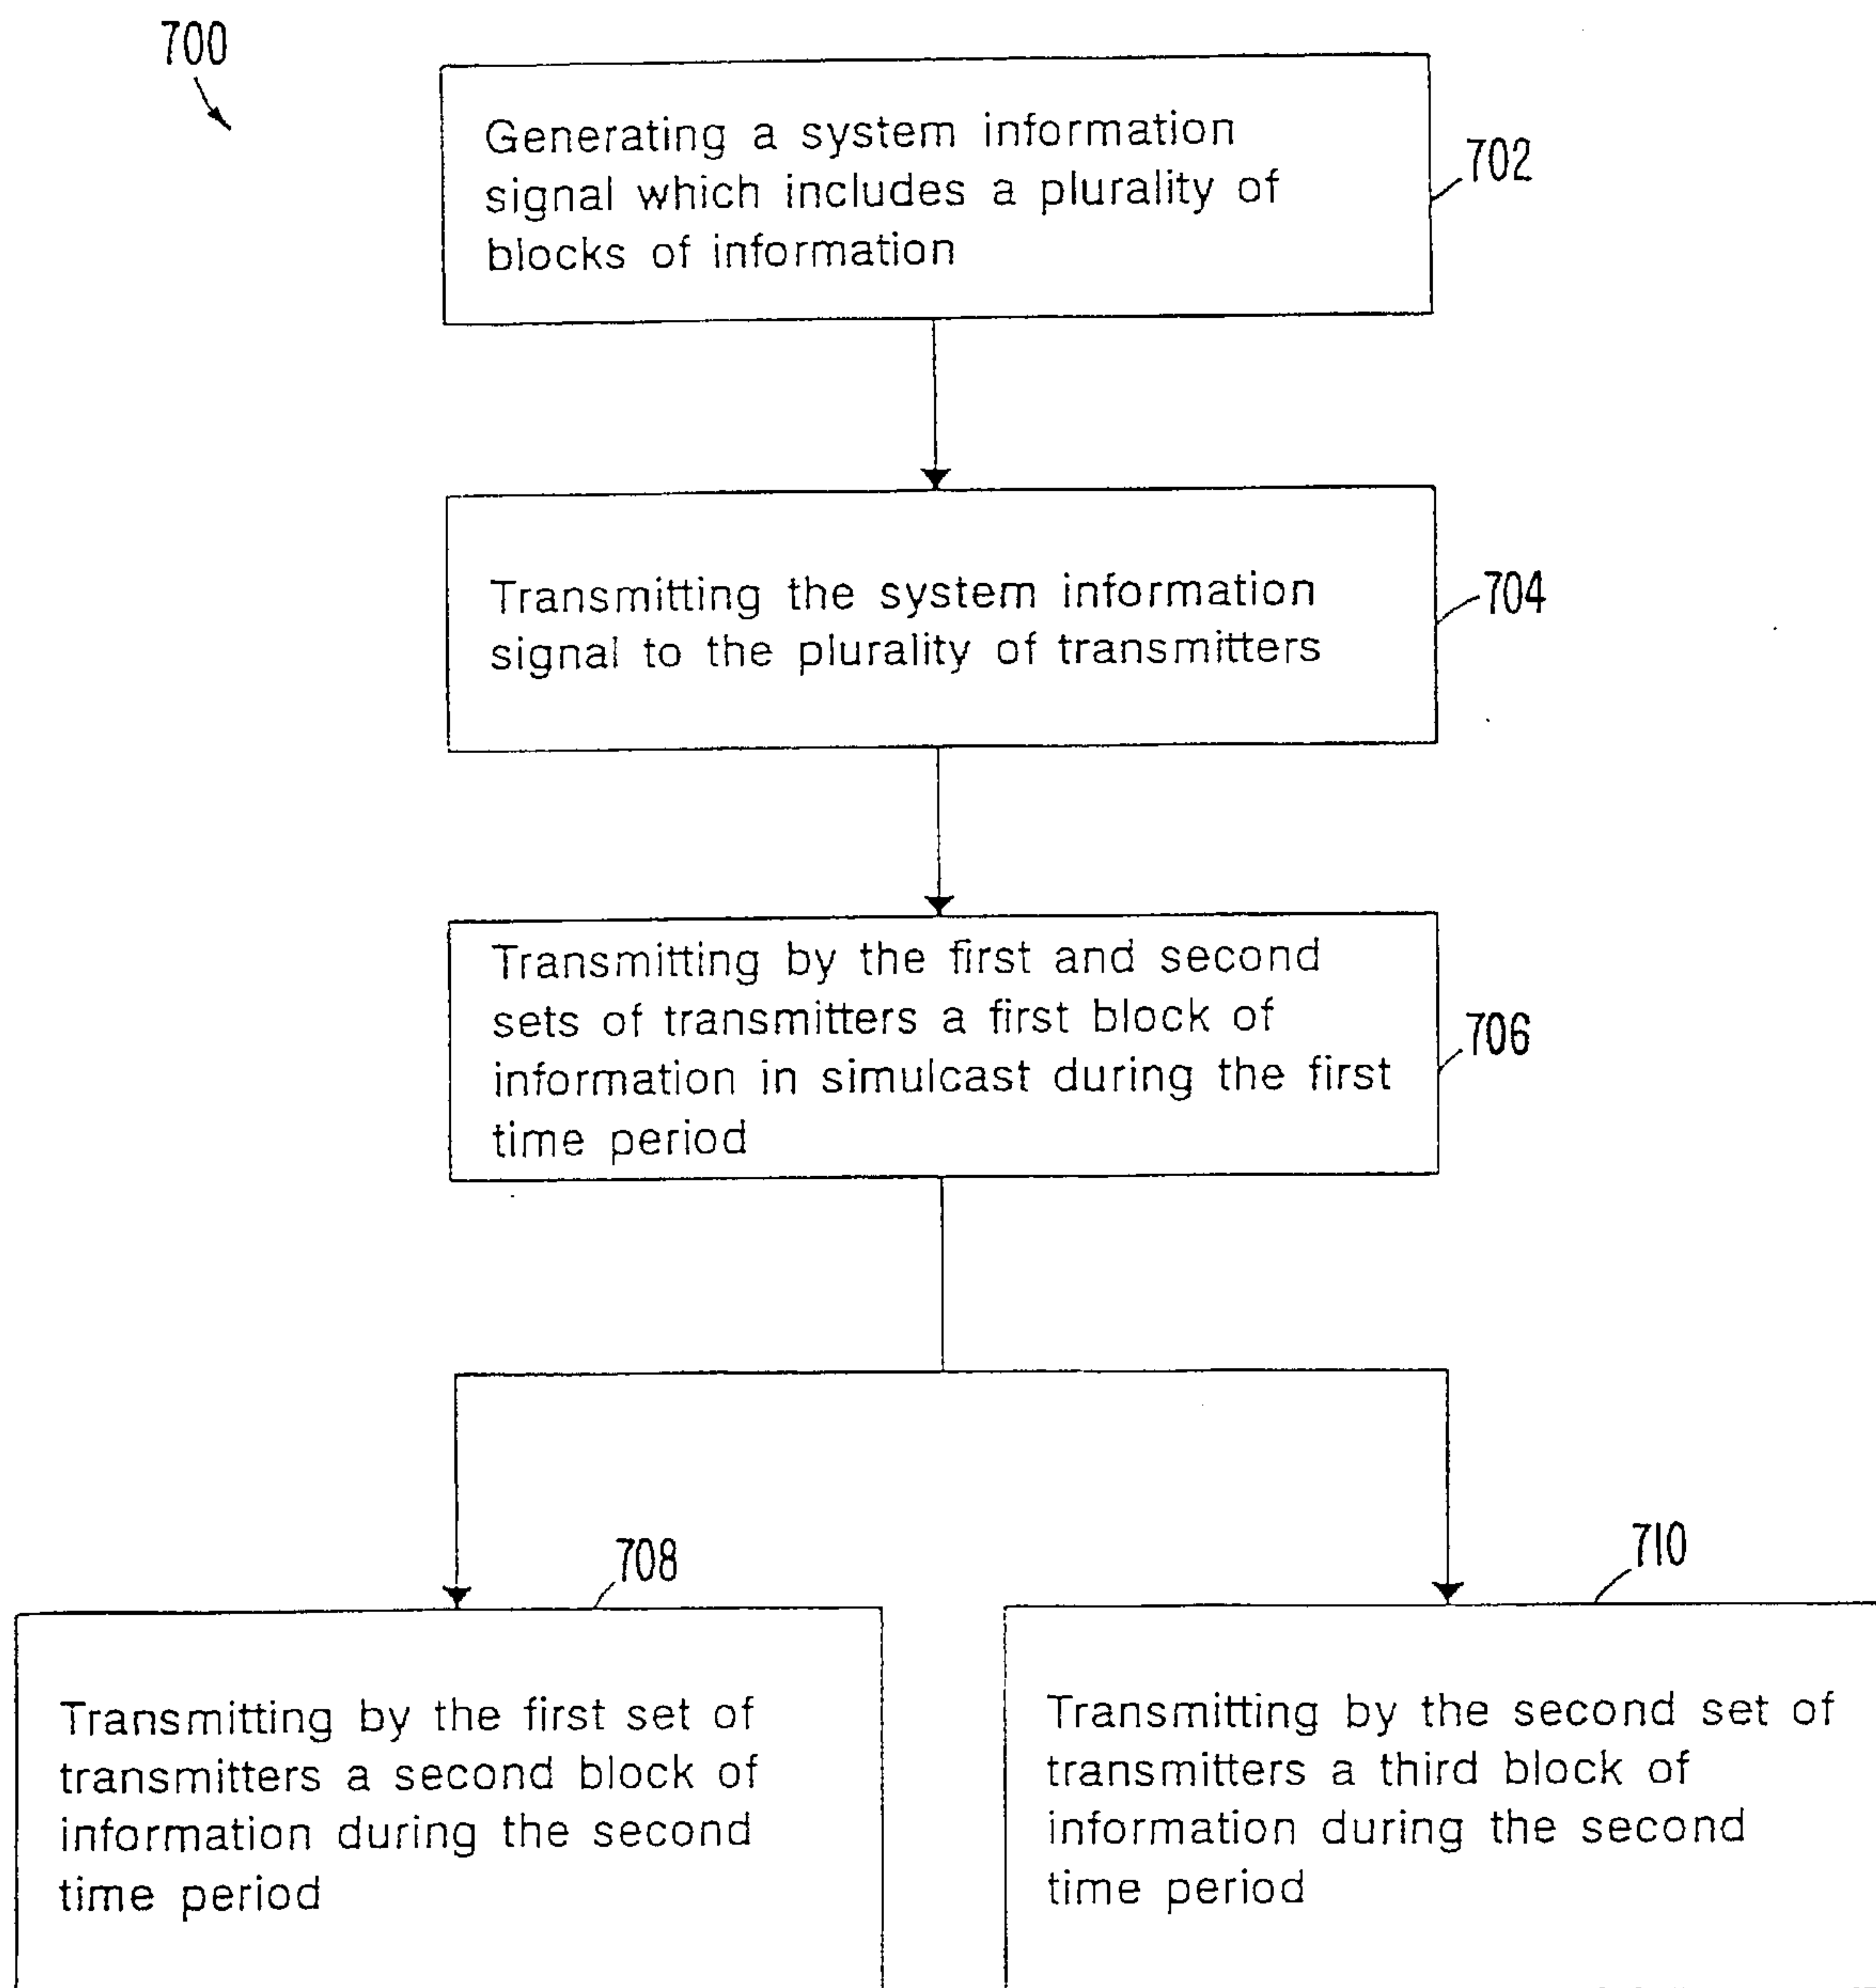 700
Generating a system information
signal which includes a plurality of
blocks of information
702
Transmitting the system information
signal to the plurality of transmitters
704
Transmitting by the first and second
sets of transmitters a first block of
information in simulcast during the first
time period
706
708
Transmitting by the first set of
transmitters a second block of
information during the second
time period
710
Transmitting by the second set of
transmitters a third block of
information during the second
time period